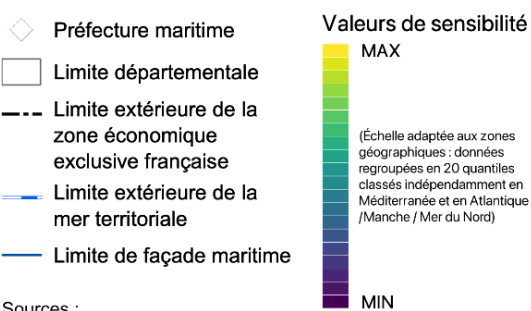 Préfecture maritime
Limite départementale
Limite extérieure de la
zone économique
exclusive française
Limite extérieure de la
mer territoriale
Limite de façade maritime
Sources :
Valeurs de sensibilité
MAX
(Échelle adaptée aux zones
géographiques : données
regroupées en 20 quantiles
classés indépendamment en
Méditerranée et en Atlantique
/Manche / Mer du Nord)
MIN